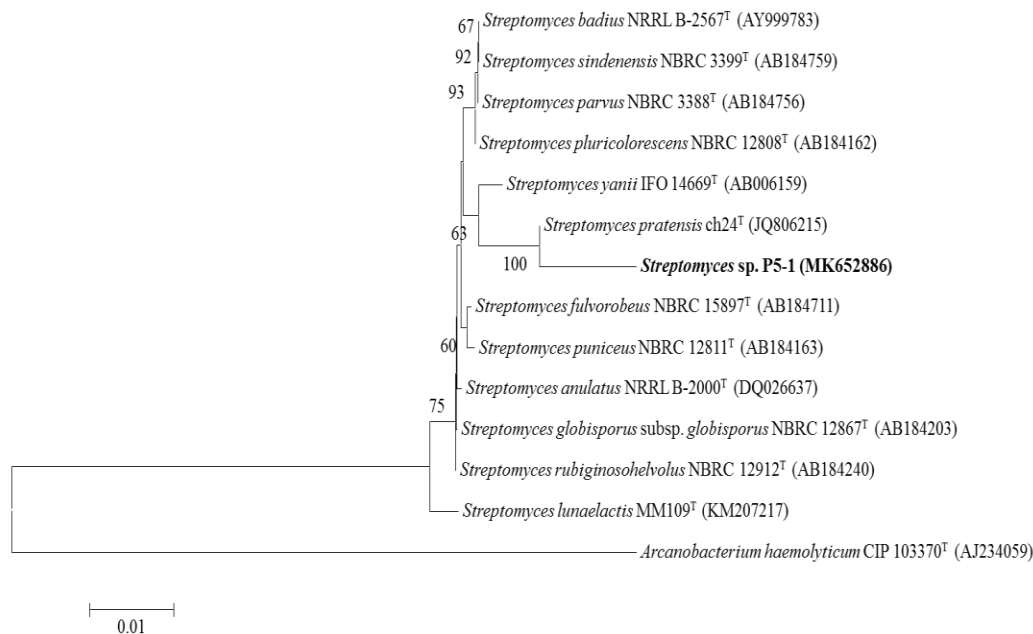 67
Streptomyces badius NRRL B-2567ᵀ (AY999783)
92
Streptomyces sindenensis NBRC 3399ᵀ (AB184759)
93
Streptomyces parvus NBRC 3388ᵀ (AB184756)
Streptomyces pluricolorescens NBRC 12808ᵀ (AB184162)
Streptomyces yanii IFO 14669ᵀ (AB006159)
Streptomyces pratensis ch24ᵀ (JQ806215)
63
100
Streptomyces sp. P5-1 (MK652886)
Streptomyces fulvorobeus NBRC 15897ᵀ (AB184711)
60
Streptomyces puniceus NBRC 12811ᵀ (AB184163)
Streptomyces anulatus NRRL B-2000ᵀ (DQ026637)
75
Streptomyces globisporus subsp. globisporus NBRC 12867ᵀ (AB184203)
Streptomyces rubiginosohelvolus NBRC 12912ᵀ (AB184240)
Streptomyces lunaelactis MM109ᵀ (KM207217)
Arcanobacterium haemolyticum CIP 103370ᵀ (AJ234059)
0.01